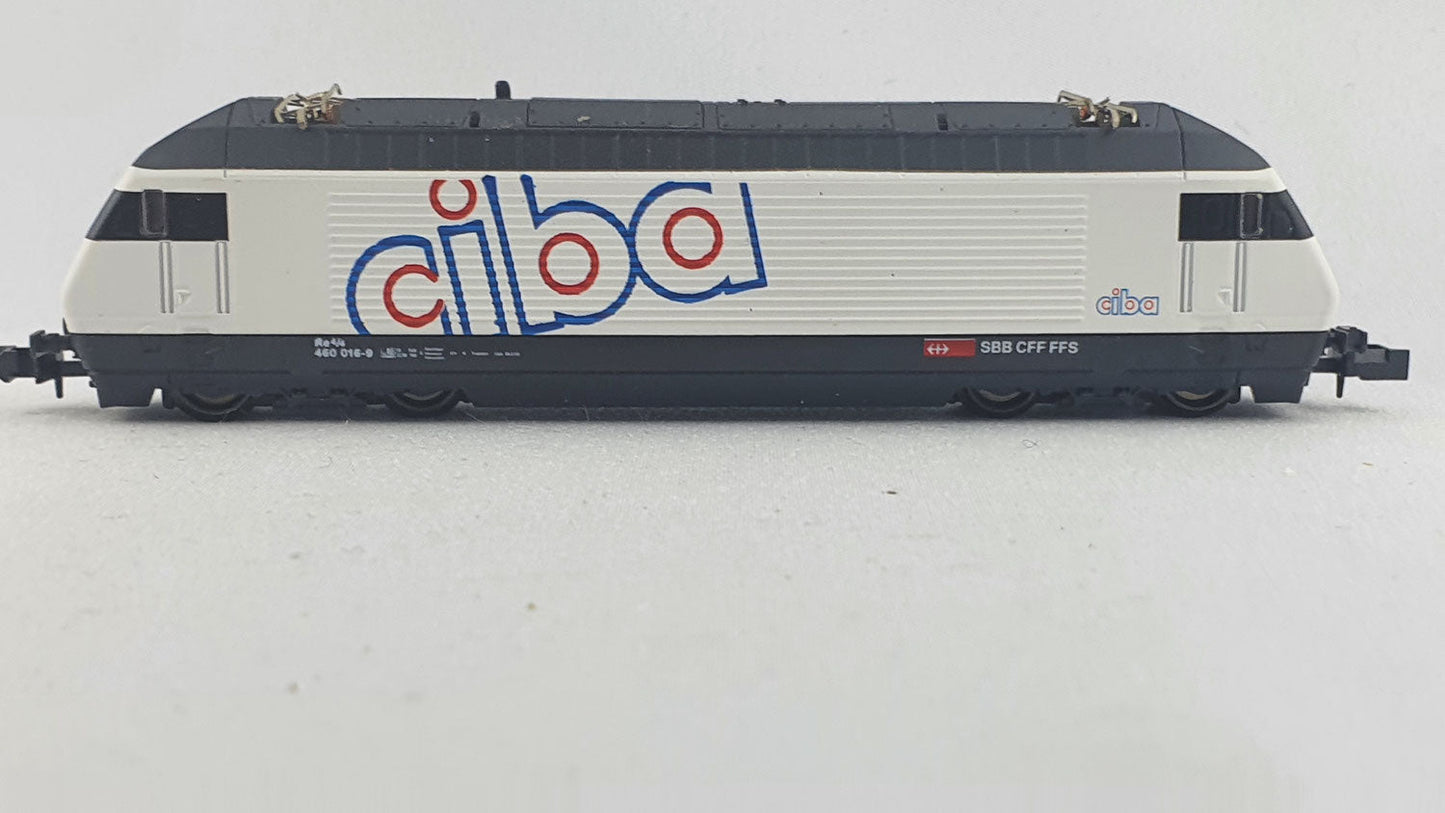 ciba
ciba
Re 4/4
460 016-9
SBB CFF FFS